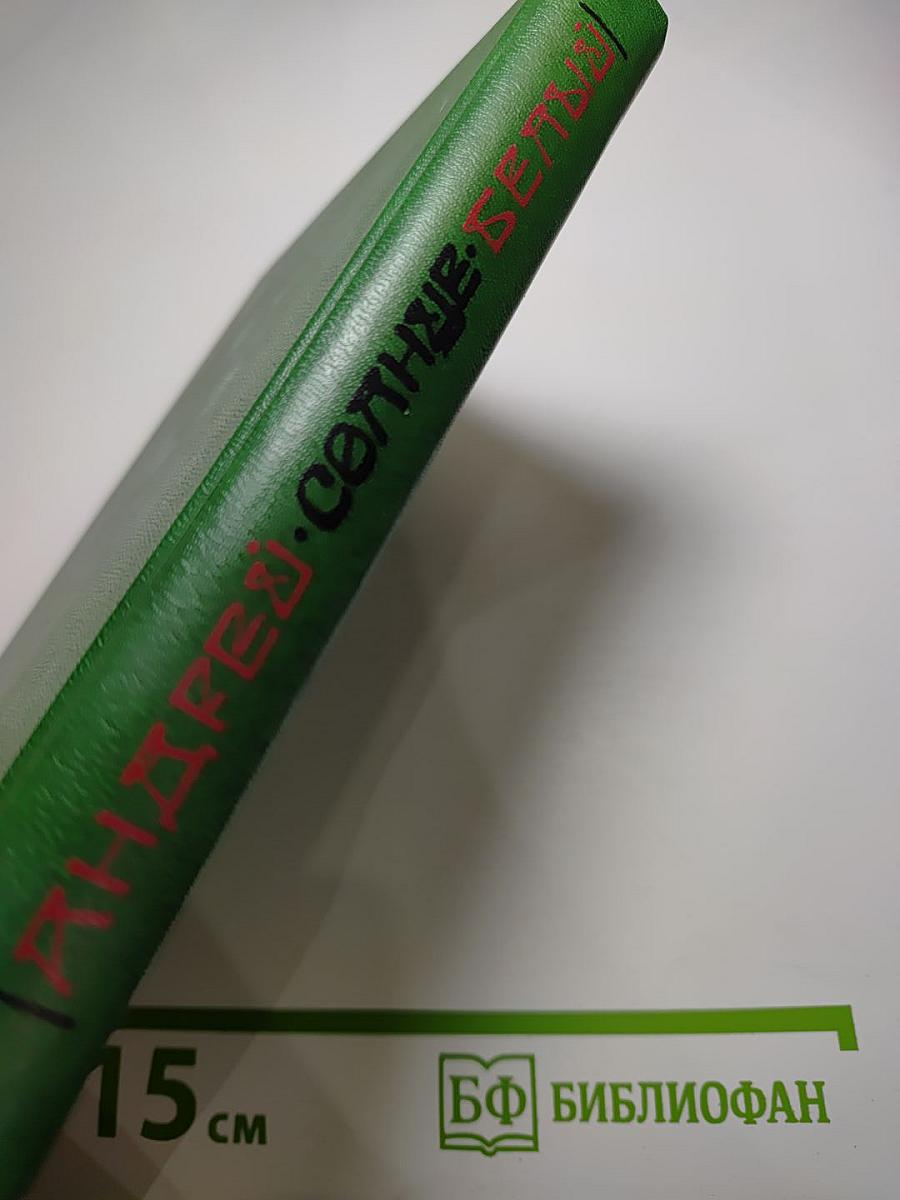 АНДРЕЙ · СОЛНЦЕ · БЕЛЫЙ
15 см
БФ БИБЛИОФАН